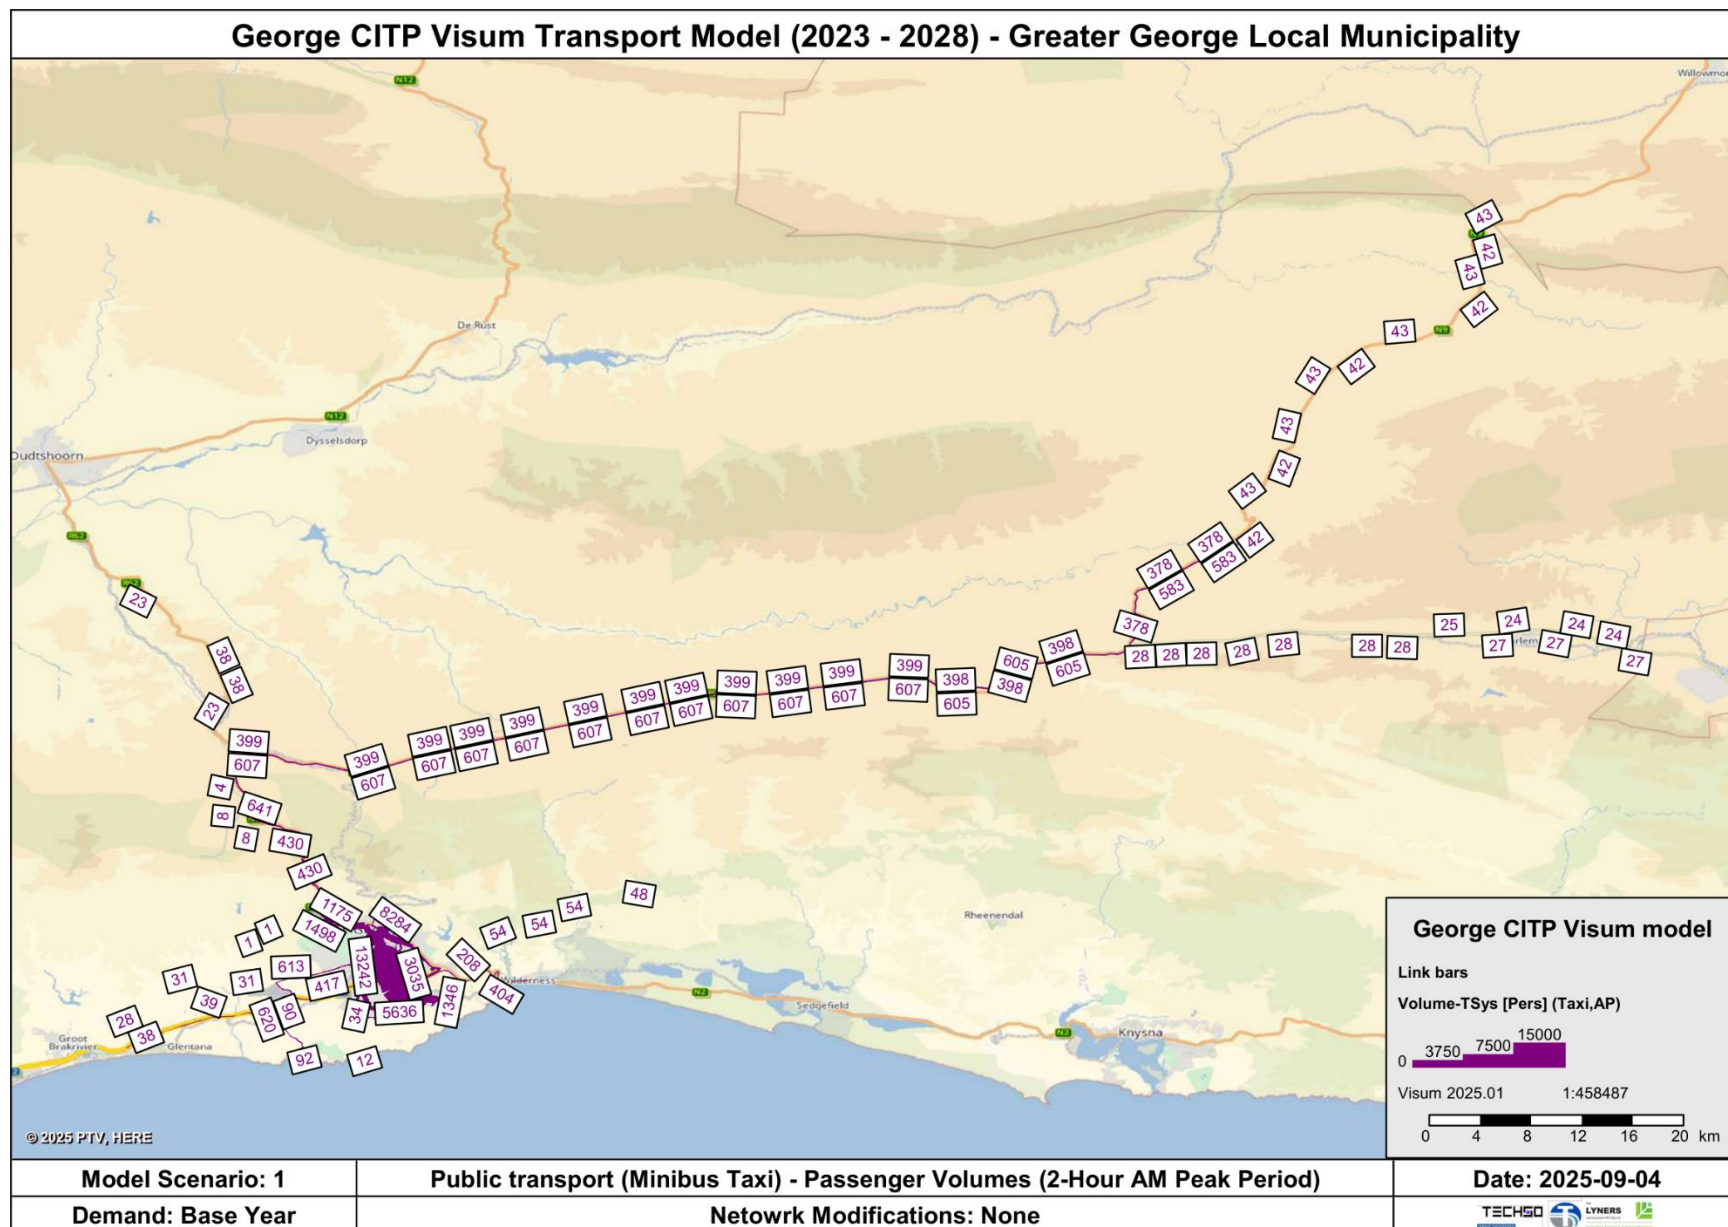 George CITP Visum Transport Model (2023 - 2028) - Greater George Local Municipality
N12
Willowmor
43
N9
42
43
42
De Rust
43
N9
43
42
N12
Dysselsdorp
43
Oudtshoorn
42
43
R62
378
42
583
378
583
R62
23
378
25
24
24
24
rlem
27
27
27
28
28
28
28
28
28
28
38
38
23
398
605
605
398
399
607
398
605
399
607
399
607
399
607
399
607
399
607
399
607
399
607
399
607
399
607
399
607
399
607
4
641
8
8
430
430
48
54
54
54
1175
8284
1498
Rheenendal
1
1
13242
3035
208
613
31
31
417
Wilderness
404
1346
39
N2
Sedgefield
620
90
34
5636
28
38
Groot
Brakrivier
Glentana
N2
Knysna
92
12
2
© 2025 PTV, HERE
George CITP Visum model
Link bars
Volume-TSys [Pers] (Taxi,AP)
0 3750 7500 15000
Visum 2025.01 1:458487
0 4 8 12 16 20 km
Model Scenario: 1
Public transport (Minibus Taxi) - Passenger Volumes (2-Hour AM Peak Period)
Date: 2025-09-04
Demand: Base Year
Netowrk Modifications: None
TECHSO
LYNERS